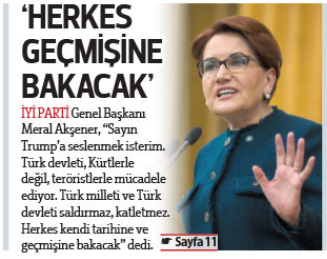 ‘HERKES
GEÇMİŞİNE
BAKACAK’
İYİ PARTİ Genel Başkanı
Meral Akşener, “Sayın
Trump’a seslenmek isterim.
Türk devleti, Kürtlerle
değil, teröristlerle mücadele
ediyor. Türk milleti ve Türk
devleti saldırmaz, katletmez.
Herkes kendi tarihine ve
geçmişine bakacak” dedi.
☛ Sayfa 11